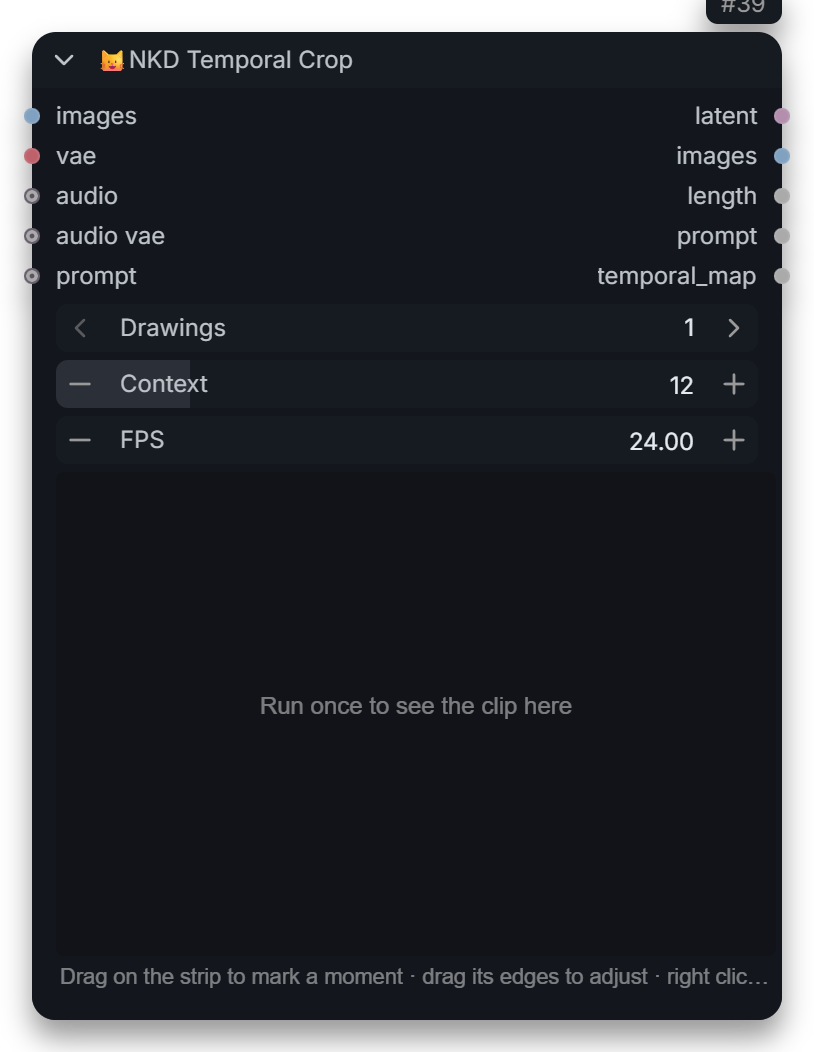 #39
NKD Temporal Crop
images latent
vae images
audio length
audio vae prompt
prompt temporal_map
Drawings 1
Context 12
FPS 24.00
Run once to see the clip here
Drag on the strip to mark a moment · drag its edges to adjust · right clic...